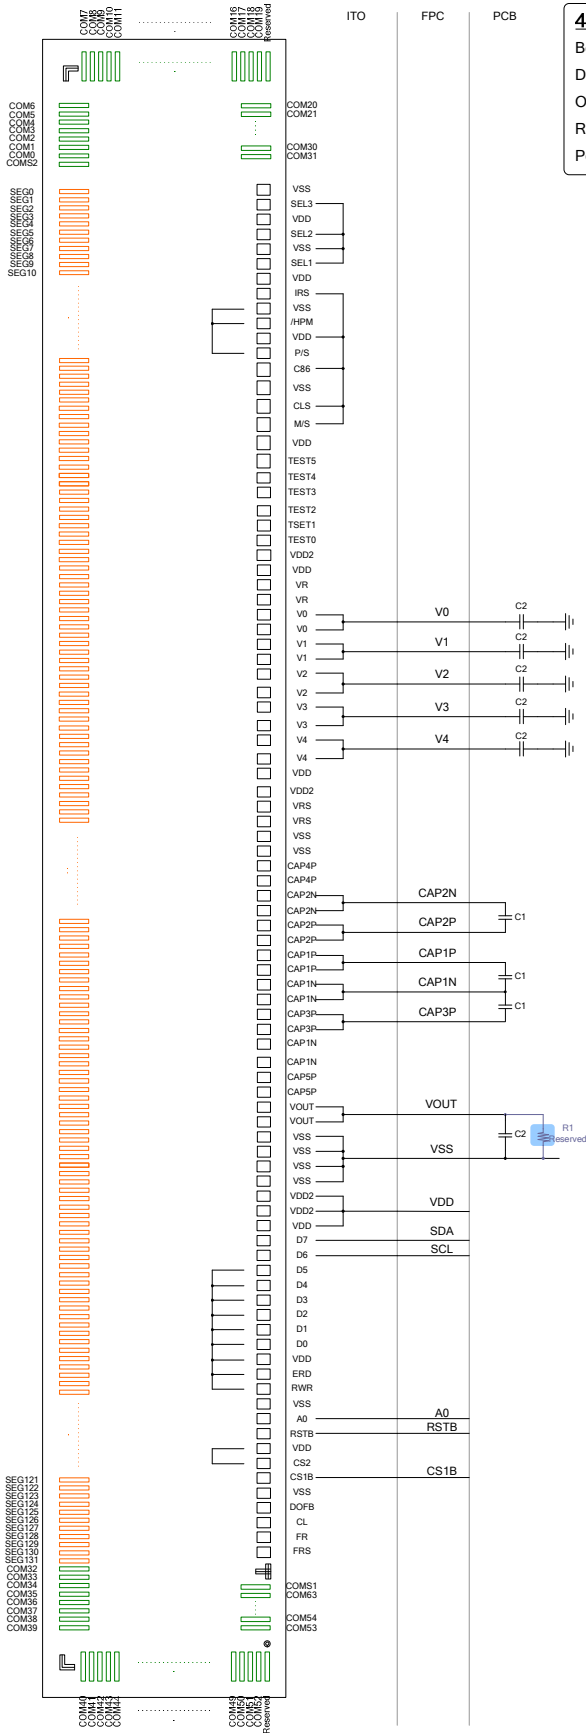 COM7
COM8
COM9
COM10
COM11
COM16
COM17
COM18
COM19
Reserved
ITO
FPC
PCB
4
B
D
O
R
P
COM6
COM5
COM4
COM3
COM2
COM1
COM0
COMS2
COM20
COM21
COM30
COM31
SEG0
SEG1
SEG2
SEG3
SEG4
SEG5
SEG6
SEG7
SEG8
SEG9
SEG10
VSS
SEL3
VDD
SEL2
VSS
SEL1
VDD
IRS
VSS
/HPM
VDD
P/S
C86
VSS
CLS
M/S
VDD
TEST5
TEST4
TEST3
TEST2
TSET1
TEST0
VDD2
VDD
VR
VR
V0
V0
V0
C2
V1
V1
V1
C2
V2
V2
V2
C2
V3
V3
V3
C2
V4
V4
V4
C2
VDD
VDD2
VRS
VRS
VSS
VSS
CAP4P
CAP4P
CAP2N
CAP2N
CAP2N
CAP2P
CAP2P
CAP2P
C1
CAP1P
CAP1P
CAP1P
CAP1N
CAP1N
CAP1N
C1
CAP3P
CAP3P
CAP3P
C1
CAP1N
CAP1N
CAP5P
CAP5P
VOUT
VOUT
VOUT
VSS
VSS
VSS
VSS
VSS
C2
R1
Reserved
VDD2
VDD2
VDD
VDD
D7
SDA
D6
SCL
D5
D4
D3
D2
D1
D0
VDD
ERD
RWR
VSS
A0
A0
RSTB
RSTB
VDD
CS2
CS1B
CS1B
VSS
DOFB
CL
FR
FRS
SEG121
SEG122
SEG123
SEG124
SEG125
SEG126
SEG127
SEG128
SEG129
SEG130
SEG131
COM32
COM33
COM34
COM35
COM36
COM37
COM38
COM39
COMS1
COM63
COM54
COM53
COM40
COM41
COM42
COM43
COM44
COM49
COM50
COM51
COM52
Reserved